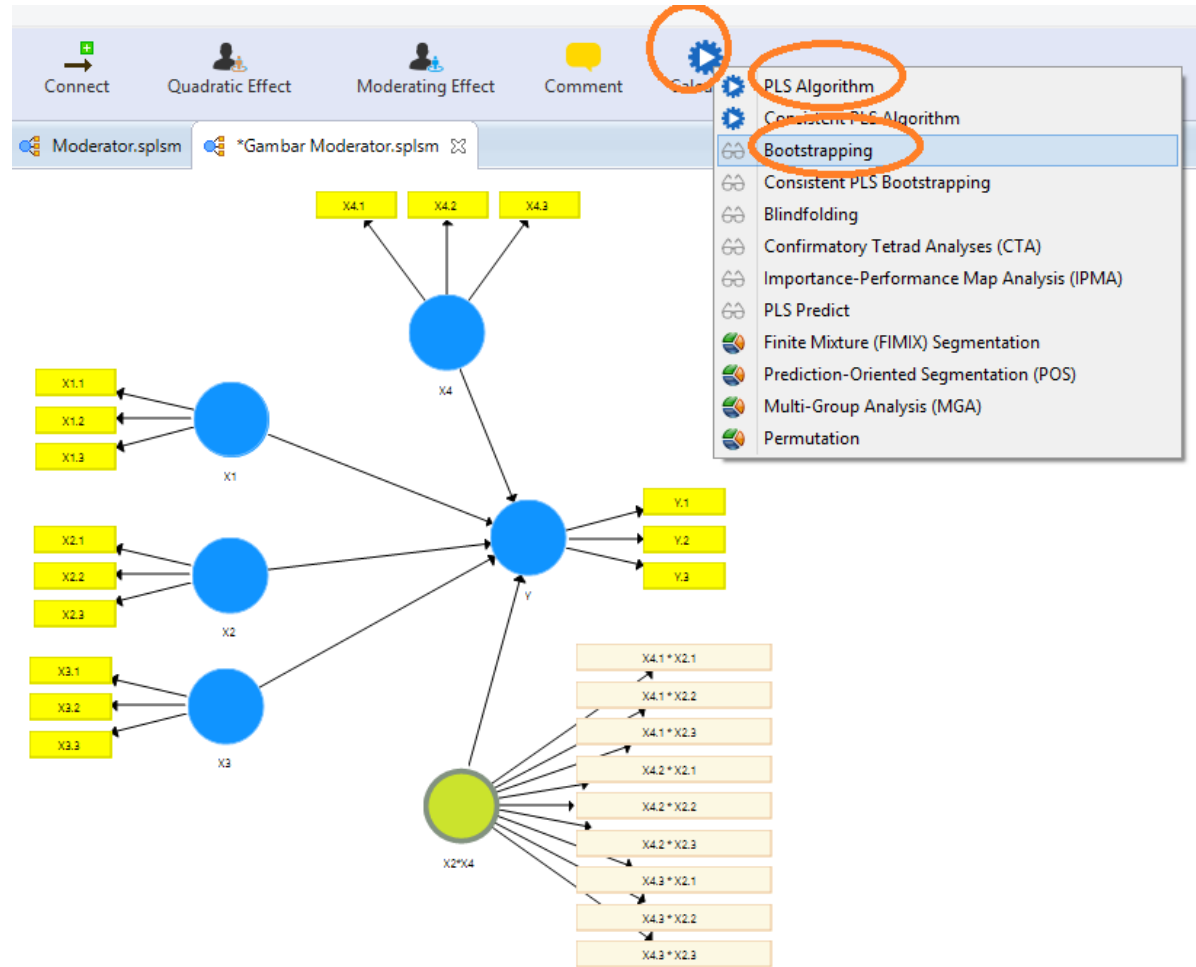 Connect
Quadratic Effect
Moderating Effect
Comment
PLS Algorithm
Consistent PLS Algorithm
Bootstrapping
Consistent PLS Bootstrapping
Blindfolding
Confirmatory Tetrad Analyses (CTA)
Importance-Performance Map Analysis (IPMA)
PLS Predict
Finite Mixture (FIMIX) Segmentation
Prediction-Oriented Segmentation (POS)
Multi-Group Analysis (MGA)
Permutation
Moderator.splsm
*Gambar Moderator.splsm
X4.1
X4.2
X4.3
X4
X1.1
X1.2
X1.3
X1
X2.1
X2.2
X2.3
X2
X3.1
X3.2
X3.3
X3
Y.1
Y.2
Y.3
Y
X2*X4
X4.1 * X2.1
X4.1 * X2.2
X4.1 * X2.3
X4.2 * X2.1
X4.2 * X2.2
X4.2 * X2.3
X4.3 * X2.1
X4.3 * X2.2
X4.3 * X2.3